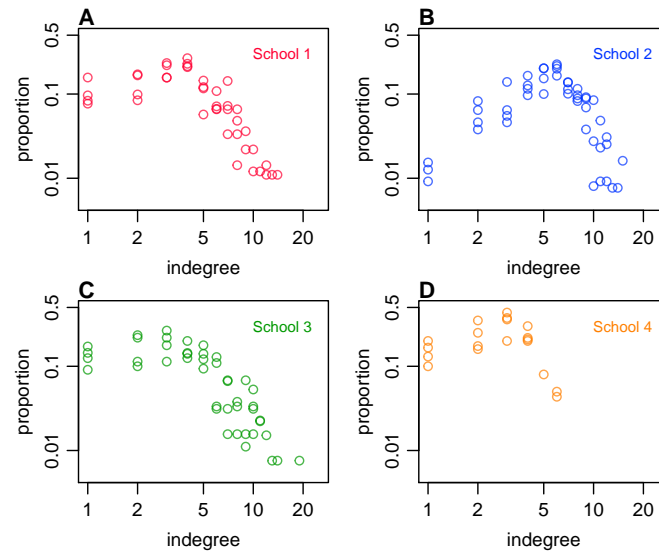 A
B
0.5
0.1
0.01
proportion
School 1
1
2
5
10
20
indegree
0.5
0.1
0.01
proportion
School 2
1
2
5
10
20
indegree
C
D
0.5
0.1
0.01
proportion
School 3
1
2
5
10
20
indegree
0.5
0.1
0.01
proportion
School 4
1
2
5
10
20
indegree